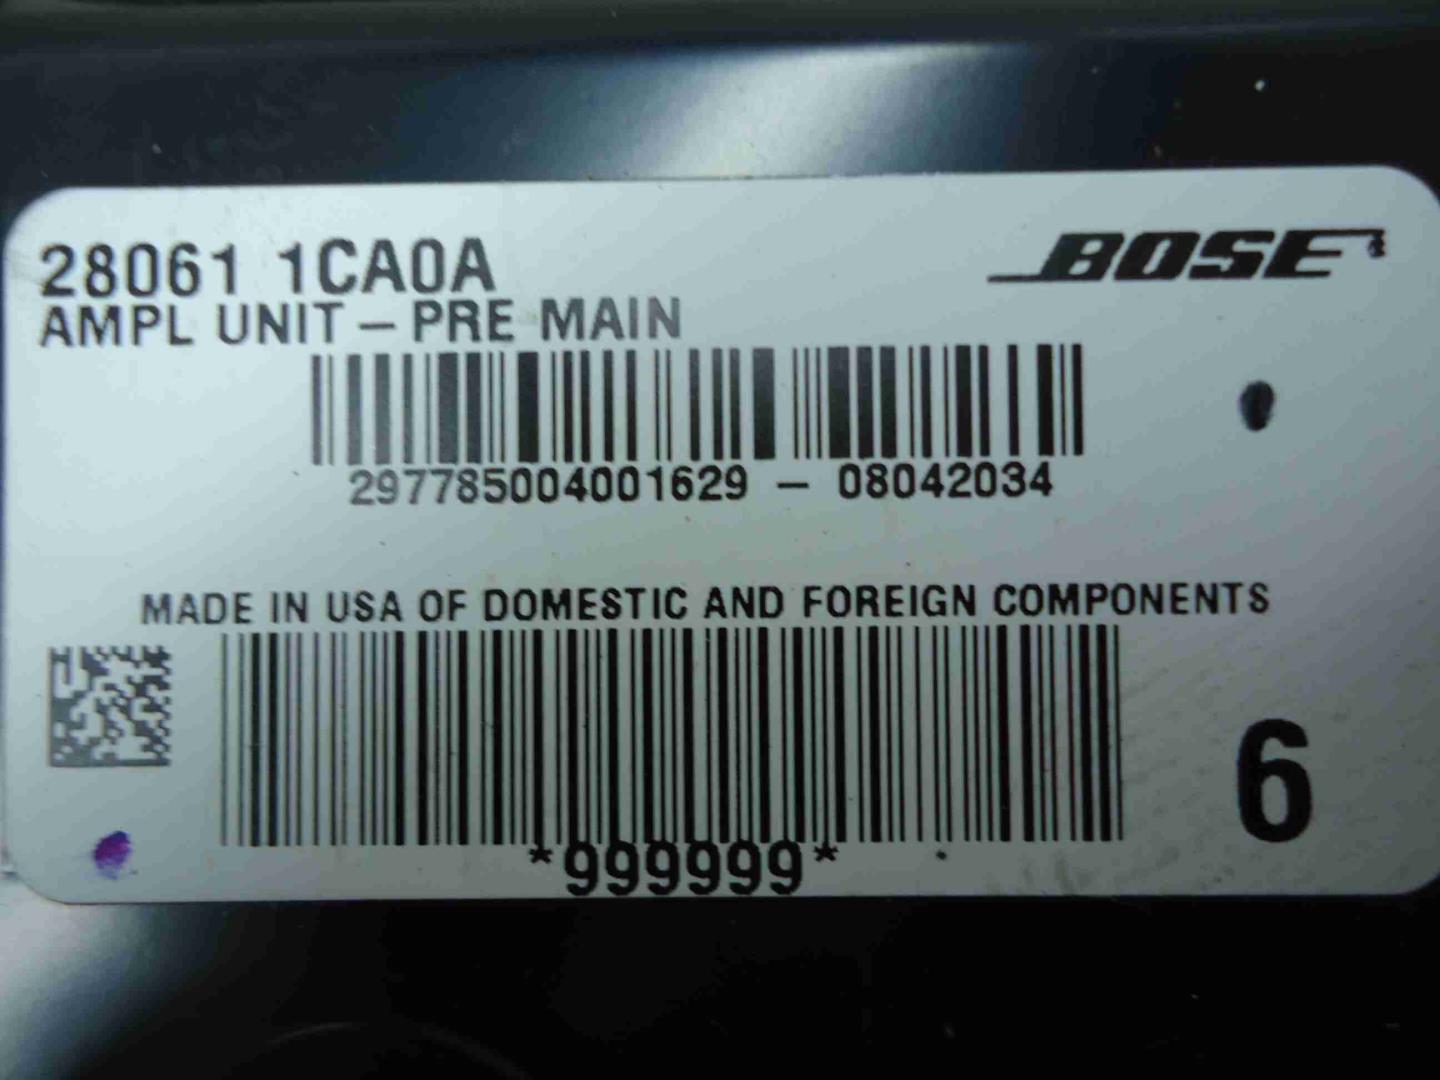 28061 1CA0A
BOSE
AMPL UNIT – PRE MAIN
297785004001629 – 08042034
MADE IN USA OF DOMESTIC AND FOREIGN COMPONENTS
6
*999999*